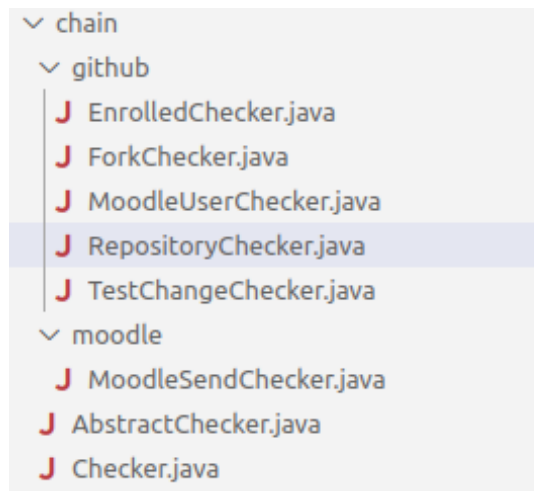 chain
github
J EnrolledChecker.java
J ForkChecker.java
J MoodleUserChecker.java
J RepositoryChecker.java
J TestChangeChecker.java
moodle
J MoodleSendChecker.java
J AbstractChecker.java
J Checker.java